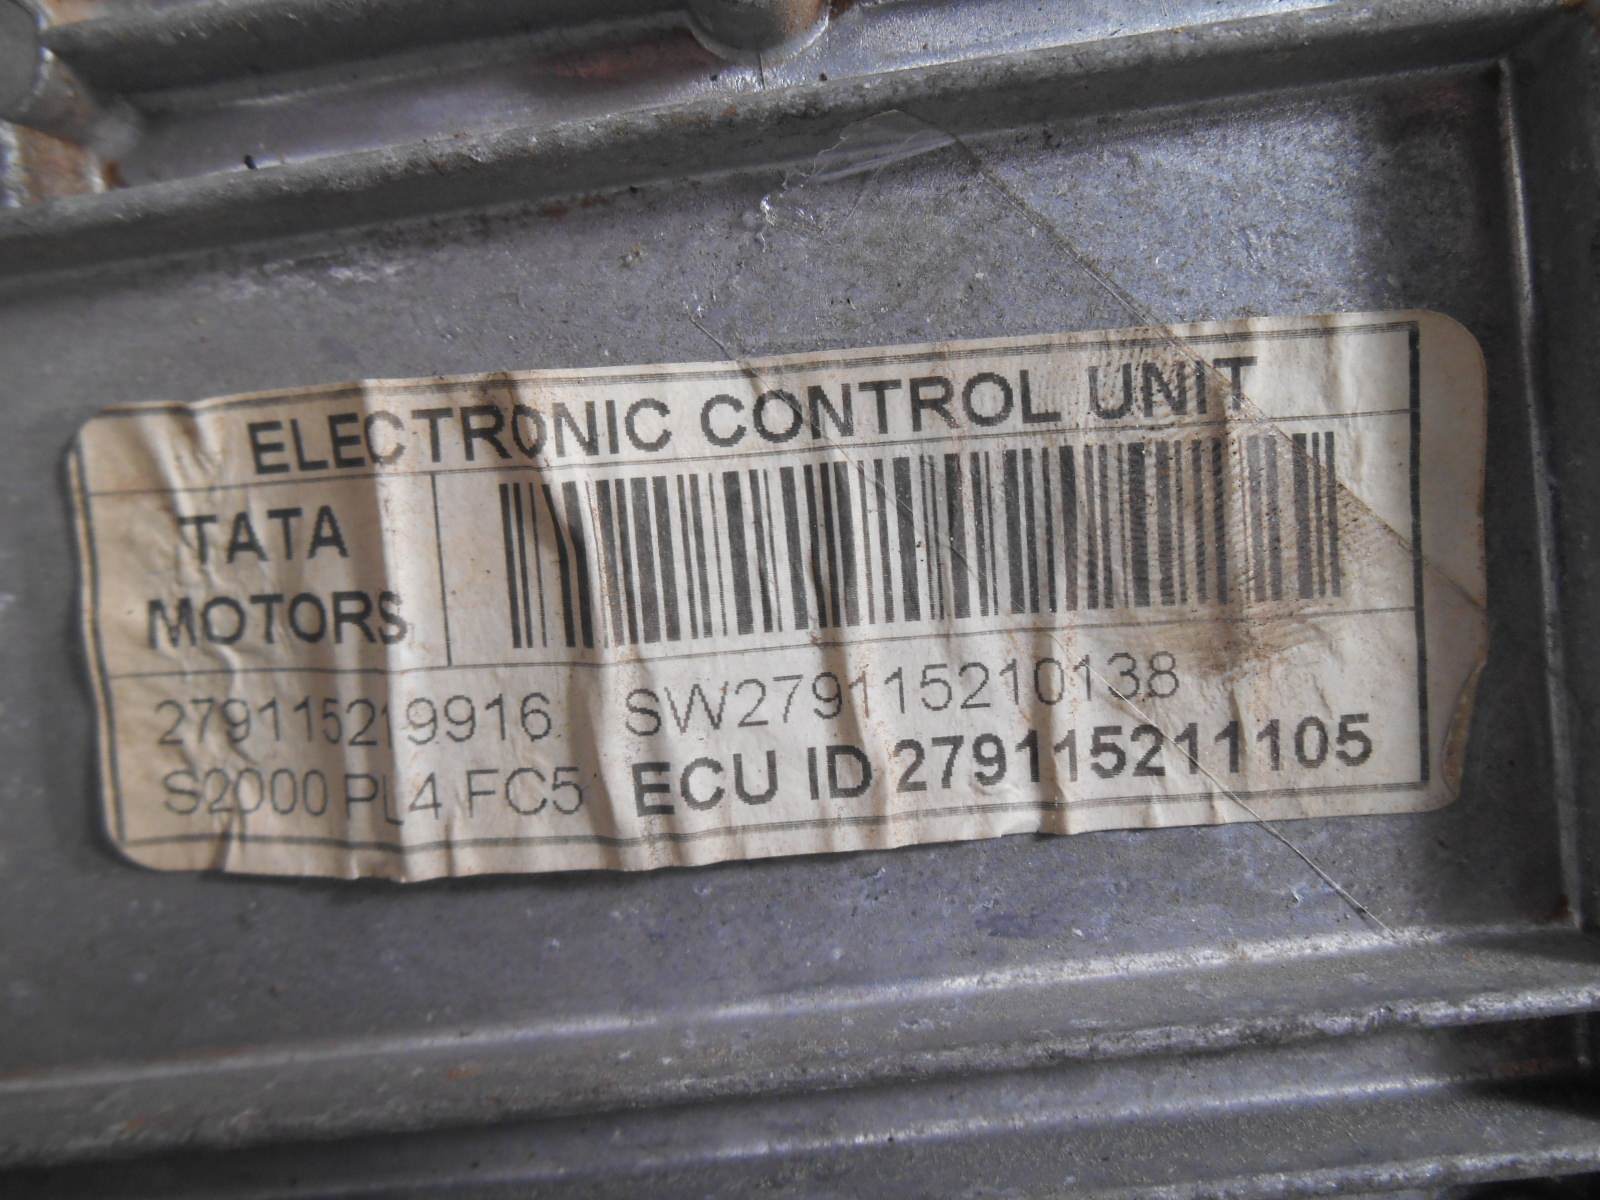 ELECTRONIC CONTROL UNIT
TATA
MOTORS
279115219916 SW279115210138
S2000 PL4 FC5 ECU ID 279115211105